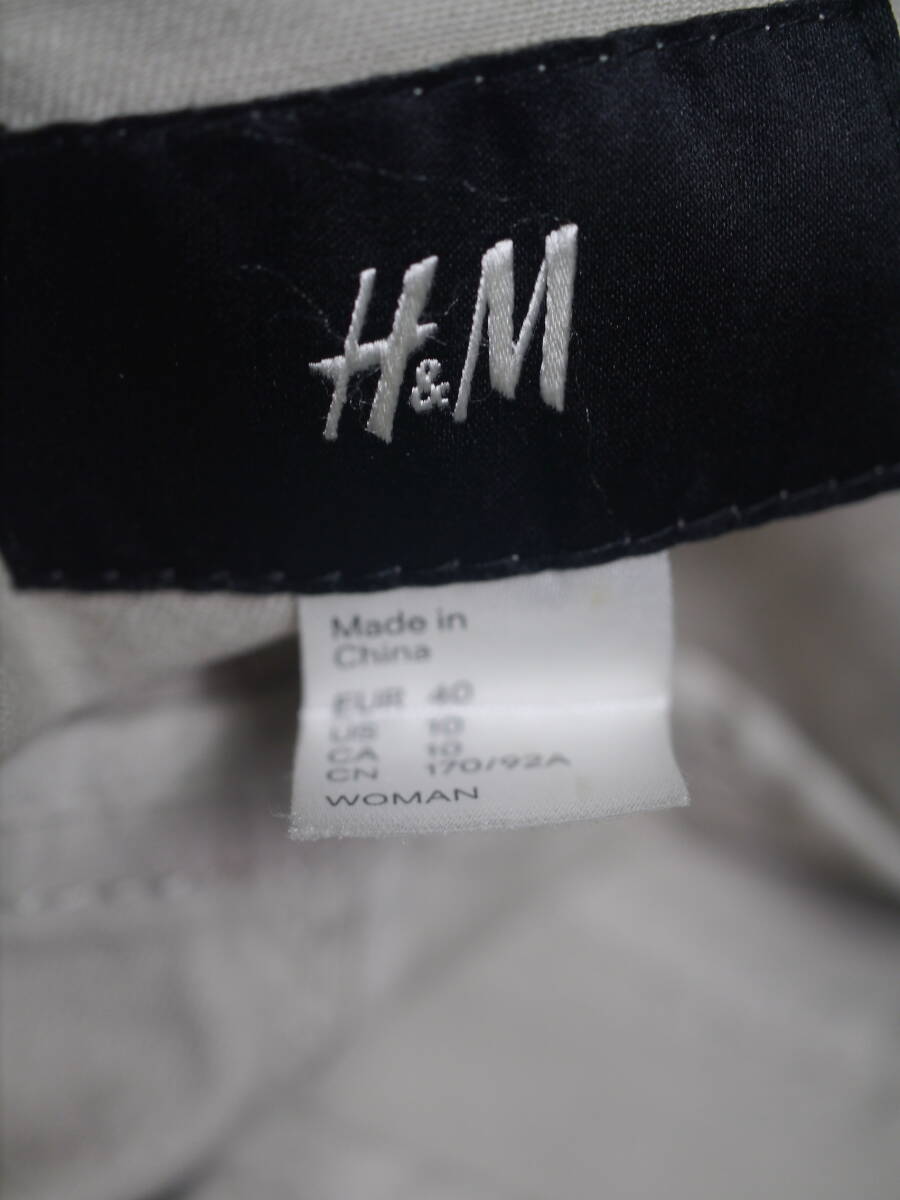 H&M
Made in
China
EUR 40
US 10
CA 10
CN 170/92A
WOMAN